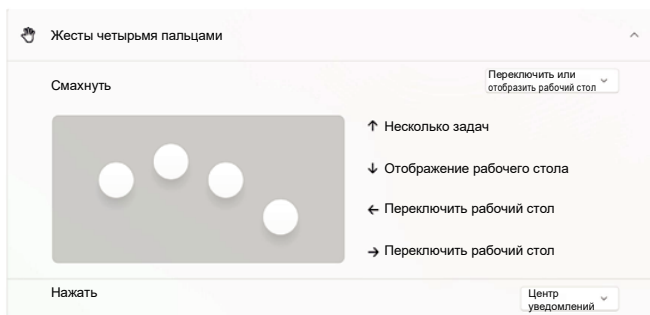 Жесты четырьмя пальцами
Смахнуть
Переключить или
отобразить рабочий стол
↑ Несколько задач
↓ Отображение рабочего стола
← Переключить рабочий стол
→ Переключить рабочий стол
Нажать
Центр
уведомлений